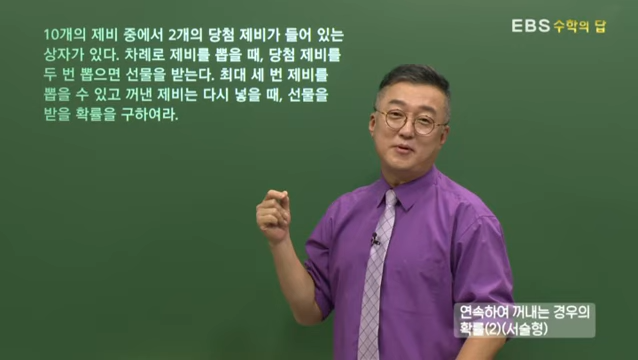 10개의 제비 중에서 2개의 당첨 제비가 들어 있는
상자가 있다. 차례로 제비를 뽑을 때, 당첨 제비를
두 번 뽑으면 선물을 받는다. 최대 세 번 제비를
뽑을 수 있고 꺼낸 제비는 다시 넣을 때, 선물을
받을 확률을 구하여라.
EBS 수학의 답
연속하여 꺼내는 경우의
확률(2)(서술형)